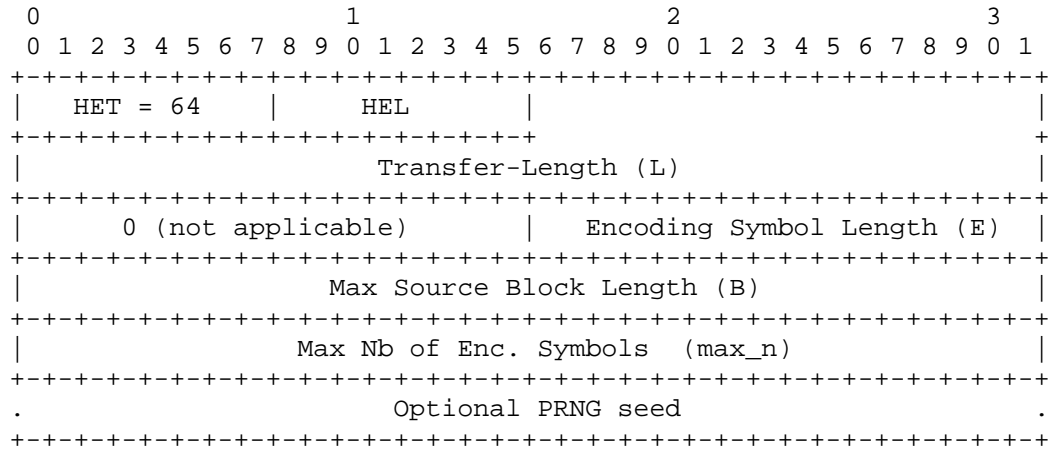 0                   1                   2                   3
 0 1 2 3 4 5 6 7 8 9 0 1 2 3 4 5 6 7 8 9 0 1 2 3 4 5 6 7 8 9 0 1
+-+-+-+-+-+-+-+-+-+-+-+-+-+-+-+-+-+-+-+-+-+-+-+-+-+-+-+-+-+-+-+-+
|   HET = 64    |     HEL       |                               |
+-+-+-+-+-+-+-+-+-+-+-+-+-+-+-+-+                               +
|                      Transfer-Length (L)                      |
+-+-+-+-+-+-+-+-+-+-+-+-+-+-+-+-+-+-+-+-+-+-+-+-+-+-+-+-+-+-+-+-+
|      0 (not applicable)       |   Encoding Symbol Length (E)  |
+-+-+-+-+-+-+-+-+-+-+-+-+-+-+-+-+-+-+-+-+-+-+-+-+-+-+-+-+-+-+-+-+
|                   Max Source Block Length (B)                 |
+-+-+-+-+-+-+-+-+-+-+-+-+-+-+-+-+-+-+-+-+-+-+-+-+-+-+-+-+-+-+-+-+
|                 Max Nb of Enc. Symbols  (max_n)               |
+-+-+-+-+-+-+-+-+-+-+-+-+-+-+-+-+-+-+-+-+-+-+-+-+-+-+-+-+-+-+-+-+
.                       Optional PRNG seed                      .
+-+-+-+-+-+-+-+-+-+-+-+-+-+-+-+-+-+-+-+-+-+-+-+-+-+-+-+-+-+-+-+-+